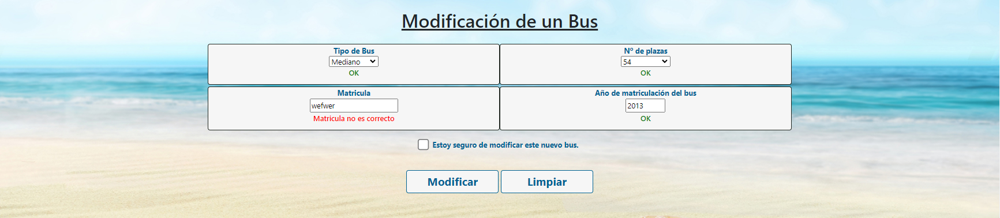 Modificación de un Bus
Tipo de Bus
Mediano
OK
Nº de plazas
54
OK
Matricula
wefwer
Matricula no es correcto
Año de matriculación del bus
2013
OK
Estoy seguro de modificar este nuevo bus.
Modificar
Limpiar